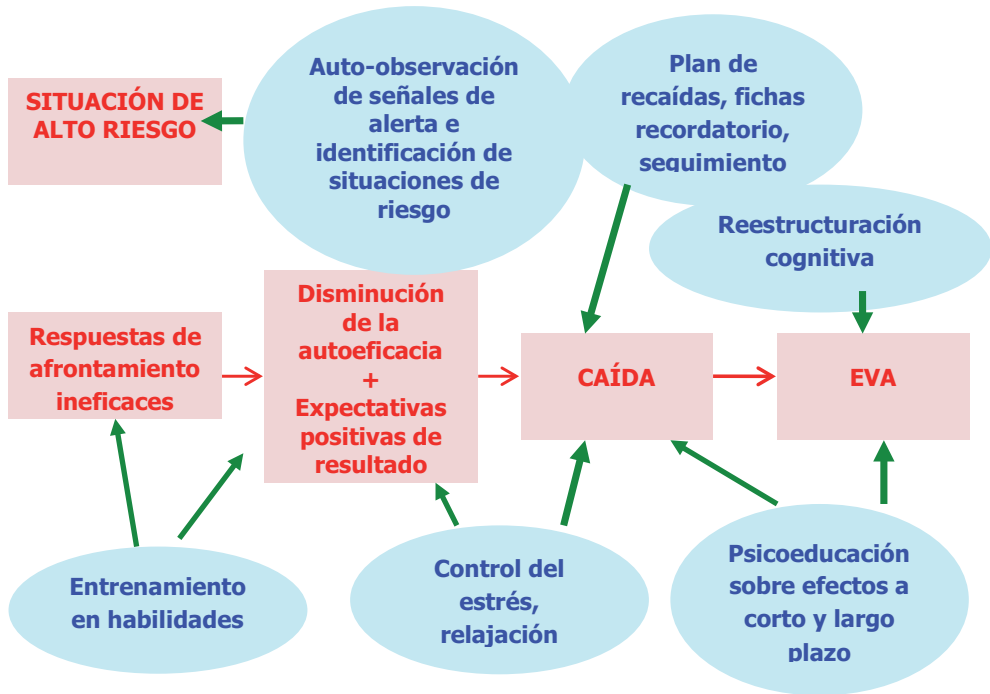 SITUACIÓN DE
ALTO RIESGO
Auto-observación
de señales de
alerta e
identificación de
situaciones de
riesgo
Plan de
recaídas, fichas
recordatorio,
seguimiento
Reestructuración
cognitiva
Respuestas de
afrontamiento
ineficaces
Disminución
de la
autoeficacia
+
Expectativas
positivas de
resultado
CAÍDA
EVA
Entrenamiento
en habilidades
Control del
estrés,
relajación
Psicoeducación
sobre efectos a
corto y largo
plazo